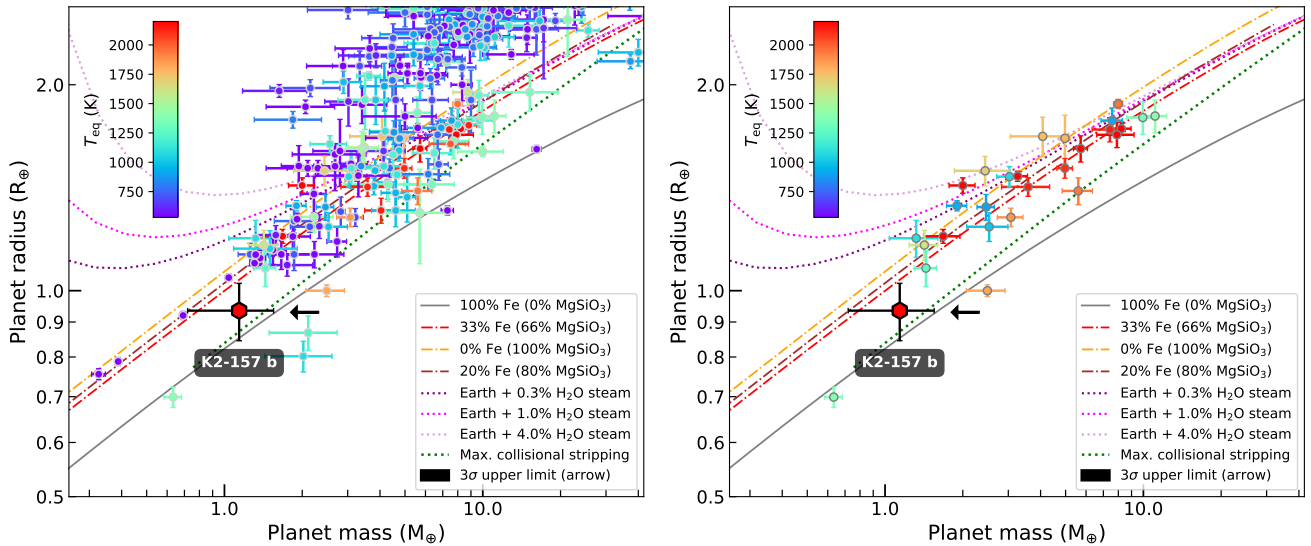 2000
1750
1500
1250
1000
750
T_eq (K)
2.0
1.0
0.9
0.8
0.7
0.6
0.5
Planet radius (R⊕)
K2-157 b
100% Fe (0% MgSiO₃)
33% Fe (66% MgSiO₃)
0% Fe (100% MgSiO₃)
20% Fe (80% MgSiO₃)
Earth + 0.3% H₂O steam
Earth + 1.0% H₂O steam
Earth + 4.0% H₂O steam
Max. collisional stripping
3σ upper limit (arrow)
1.0
10.0
Planet mass (M⊕)
2000
1750
1500
1250
1000
750
T_eq (K)
2.0
1.0
0.9
0.8
0.7
0.6
0.5
Planet radius (R⊕)
K2-157 b
100% Fe (0% MgSiO₃)
33% Fe (66% MgSiO₃)
0% Fe (100% MgSiO₃)
20% Fe (80% MgSiO₃)
Earth + 0.3% H₂O steam
Earth + 1.0% H₂O steam
Earth + 4.0% H₂O steam
Max. collisional stripping
3σ upper limit (arrow)
1.0
10.0
Planet mass (M⊕)